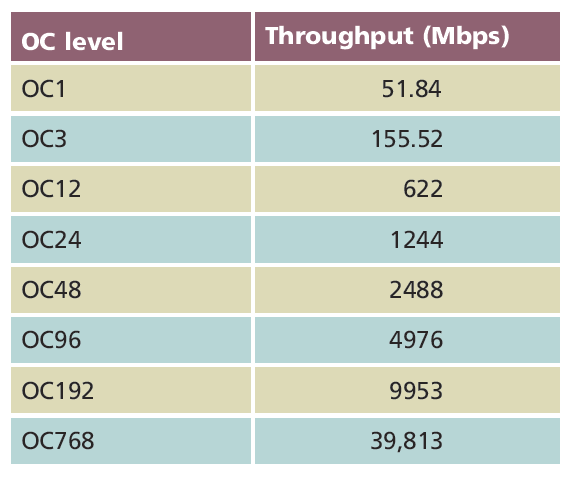 OC level Throughput (Mbps)
OC1 51.84
OC3 155.52
OC12 622
OC24 1244
OC48 2488
OC96 4976
OC192 9953
OC768 39,813